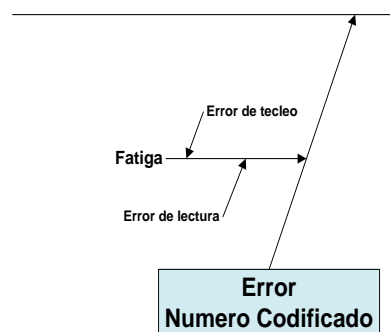 Error de tecleo
Fatiga
Error de lectura
Error
Numero Codificado